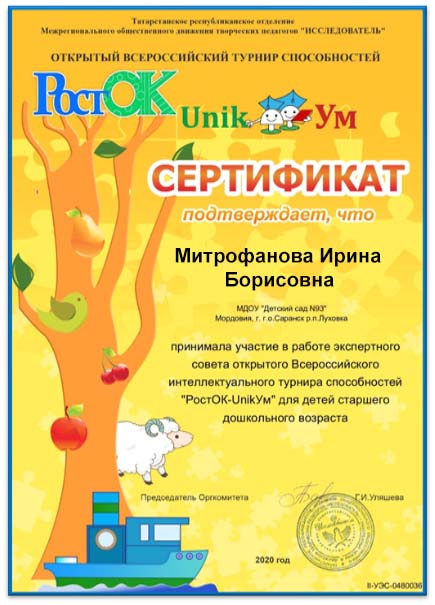 Татарстанское республиканское отделение
Межрегионального общественного движения творческих педагогов "ИССЛЕДОВАТЕЛЬ"
ОТКРЫТЫЙ ВСЕРОССИЙСКИЙ ТУРНИР СПОСОБНОСТЕЙ
РостОК
Unik Ум
СЕРТИФИКАТ
подтверждает, что
Митрофанова Ирина
Борисовна
МДОУ "Детский сад N93"
Мордовия, г. г.о.Саранск р.п.Луховка
принимала участие в работе экспертного
совета открытого Всероссийского
интеллектуального турнира способностей
"РостОК-UnikУм" для детей старшего
дошкольного возраста
Председатель Оргкомитета Г.И.Уляшева
2020 год
II-УЭС-0480036